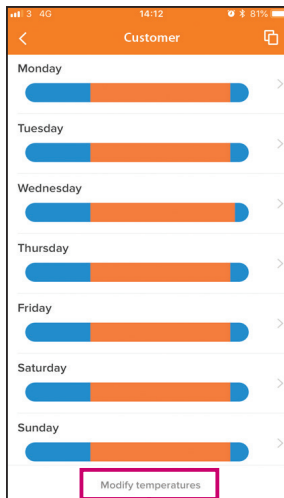 3 4G 14:12 81%
Customer
Monday
Tuesday
Wednesday
Thursday
Friday
Saturday
Sunday
Modify temperatures